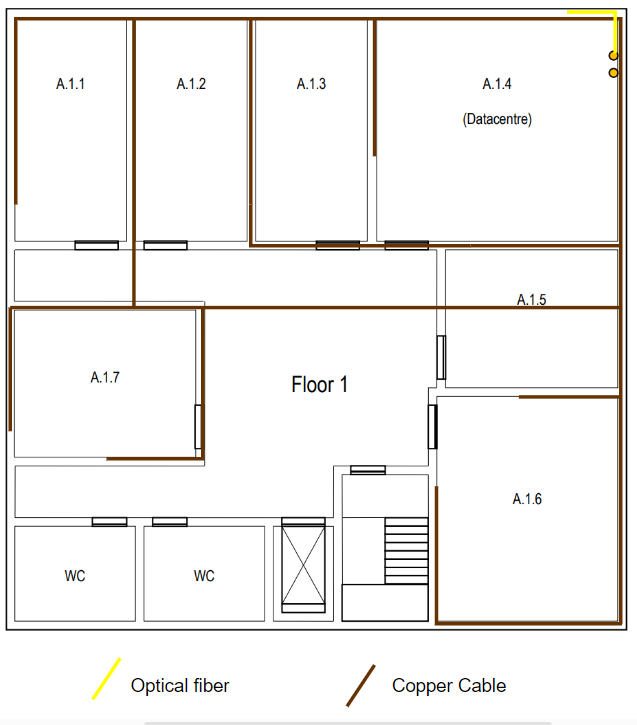 A.1.1
A.1.2
A.1.3
A.1.4
(Datacentre)
A.1.5
A.1.7
Floor 1
A.1.6
WC
WC
Optical fiber
Copper Cable